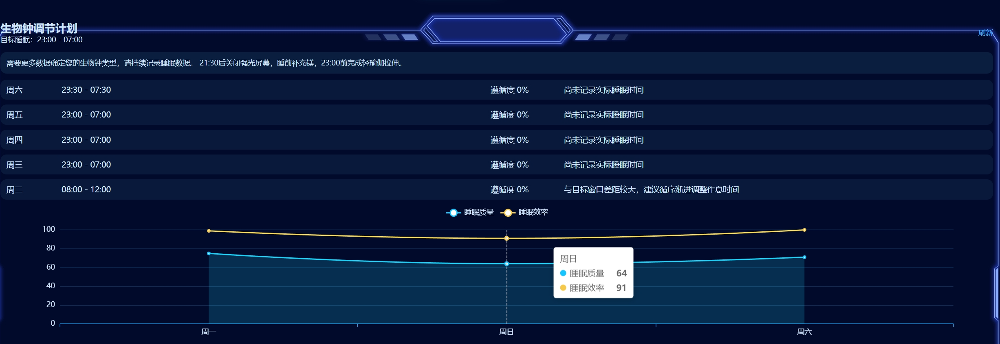 生物钟调节计划
刷新
目标睡眠：23:00 - 07:00
需要更多数据确定您的生物钟类型，请持续记录睡眠数据。 21:30后关闭强光屏幕，睡前补充镁，23:00前完成轻瑜伽拉伸。
周六 23:30 - 07:30 遵循度 0% 尚未记录实际睡眠时间
周五 23:00 - 07:00 遵循度 0% 尚未记录实际睡眠时间
周四 23:00 - 07:00 遵循度 0% 尚未记录实际睡眠时间
周三 23:00 - 07:00 遵循度 0% 尚未记录实际睡眠时间
周二 08:00 - 12:00 遵循度 0% 与目标窗口差距较大，建议循序渐进调整作息时间
睡眠质量 睡眠效率
100
80
60
40
20
0
周日
睡眠质量 64
睡眠效率 91
周一 周日 周六